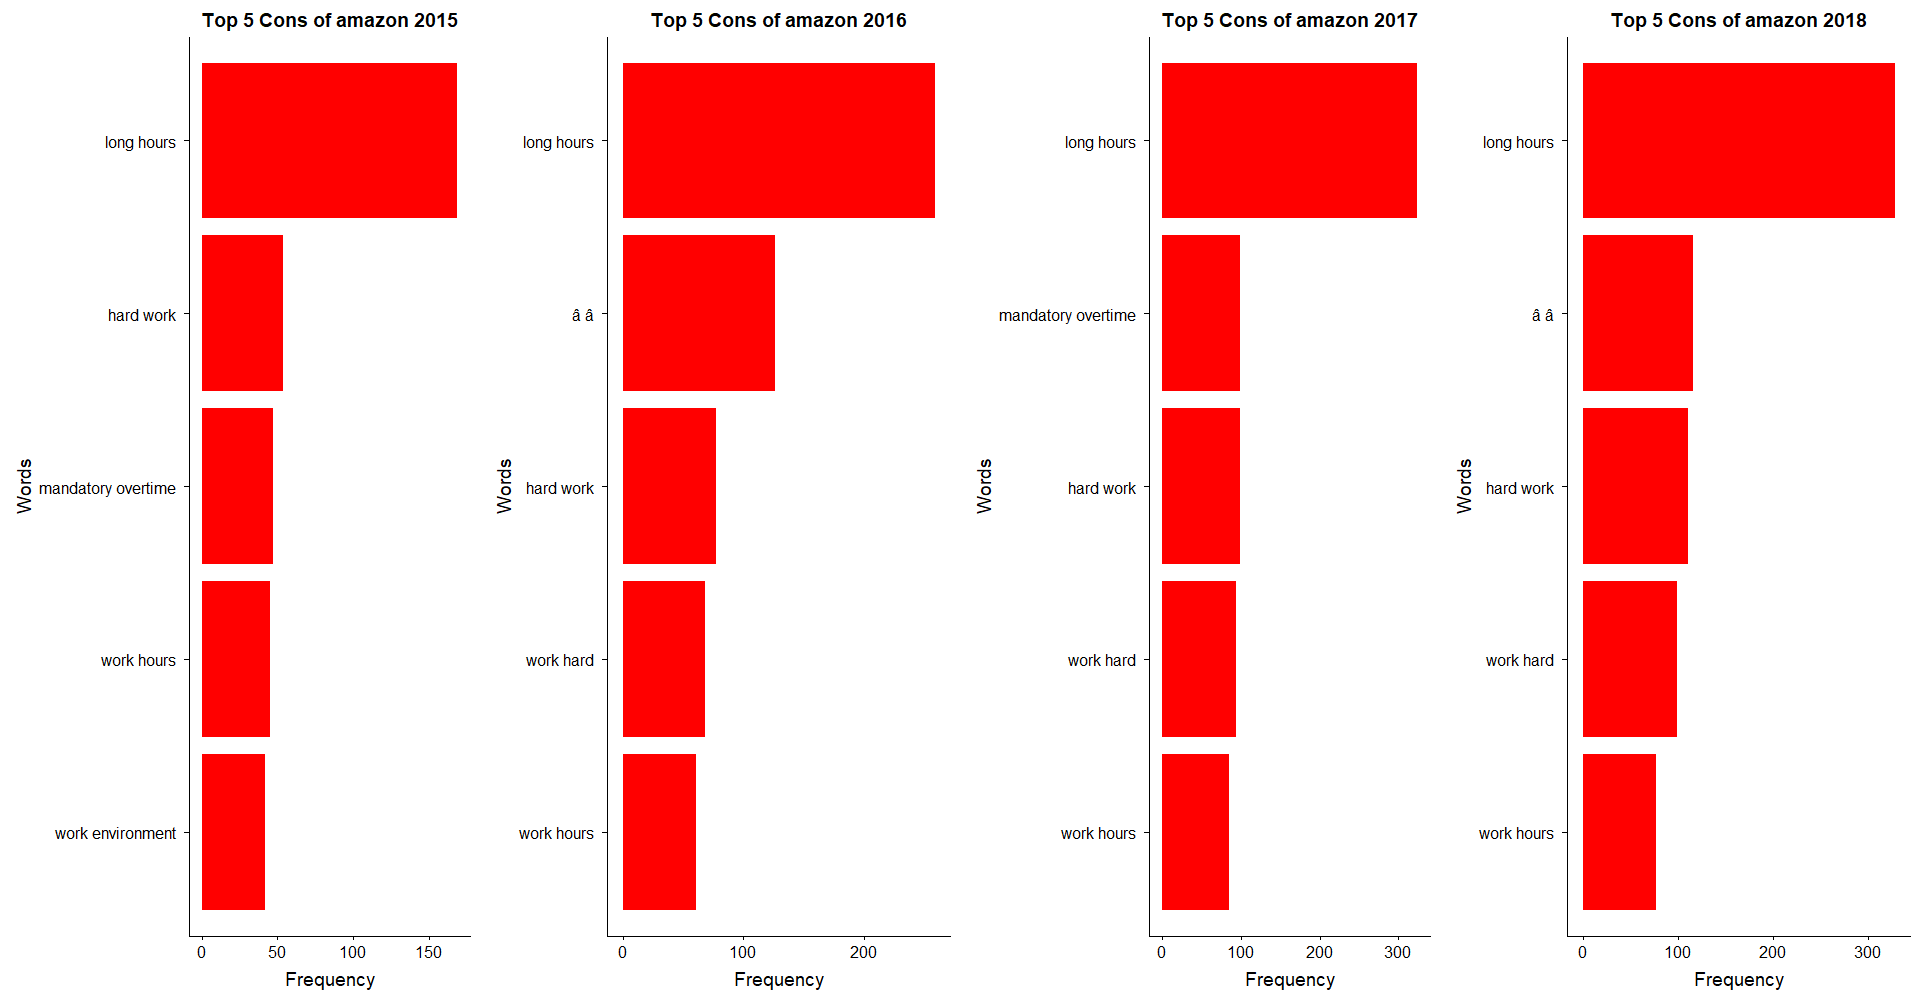 Top 5 Cons of amazon 2015
Words
long hours
hard work
mandatory overtime
work hours
work environment
0 50 100 150
Frequency
Top 5 Cons of amazon 2016
Words
long hours
â â
hard work
work hard
work hours
0 100 200
Frequency
Top 5 Cons of amazon 2017
Words
long hours
mandatory overtime
hard work
work hard
work hours
0 100 200 300
Frequency
Top 5 Cons of amazon 2018
Words
long hours
â â
hard work
work hard
work hours
0 100 200 300
Frequency